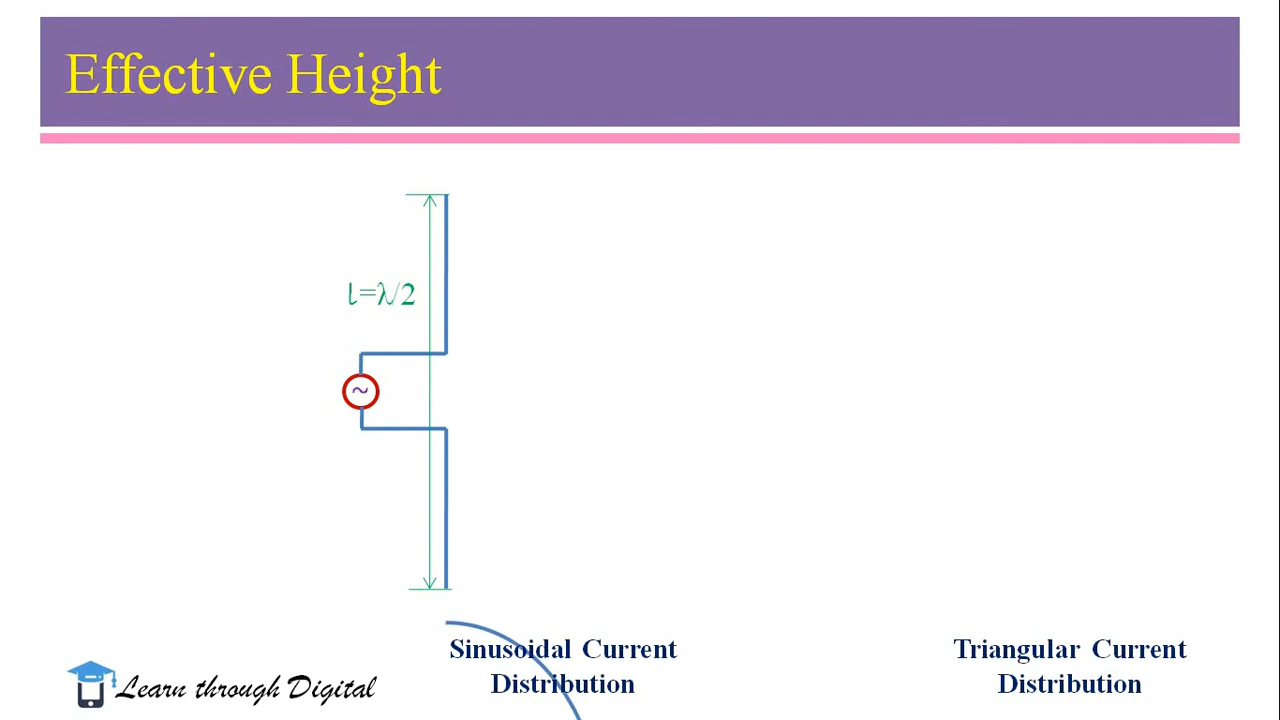 Effective Height
l=λ/2
~
Sinusoidal Current
Distribution
Triangular Current
Distribution
Learn through Digital